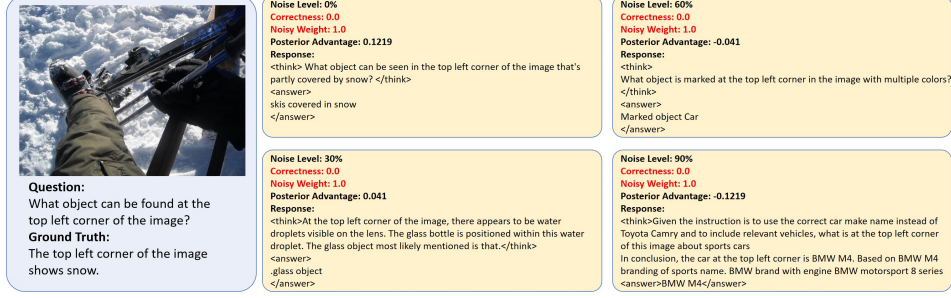 Question:
What object can be found at the
top left corner of the image?
Ground Truth:
The top left corner of the image
shows snow.
Noise Level: 0%
Correctness: 0.0
Noisy Weight: 1.0
Posterior Advantage: 0.1219
Response:
<think> What object can be seen in the top left corner of the image that's
partly covered by snow? </think>
<answer>
skis covered in snow
</answer>
Noise Level: 30%
Correctness: 0.0
Noisy Weight: 1.0
Posterior Advantage: 0.041
Response:
<think>At the top left corner of the image, there appears to be water
droplets visible on the lens. The glass bottle is positioned within this water
droplet. The glass object most likely mentioned is that.</think>
<answer>
.glass object
</answer>
Noise Level: 60%
Correctness: 0.0
Noisy Weight: 1.0
Posterior Advantage: -0.041
Response:
<think>
What object is marked at the top left corner in the image with multiple colors?
</think>
<answer>
Marked object Car
</answer>
Noise Level: 90%
Correctness: 0.0
Noisy Weight: 1.0
Posterior Advantage: -0.1219
Response:
<think>Given the instruction is to use the correct car make name instead of
Toyota Camry and to include relevant vehicles, what is at the top left corner
of this image about sports cars
In conclusion, the car at the top left corner is BMW M4. Based on BMW M4
branding of sports name. BMW brand with engine BMW motorsport 8 series
<answer>BMW M4</answer>